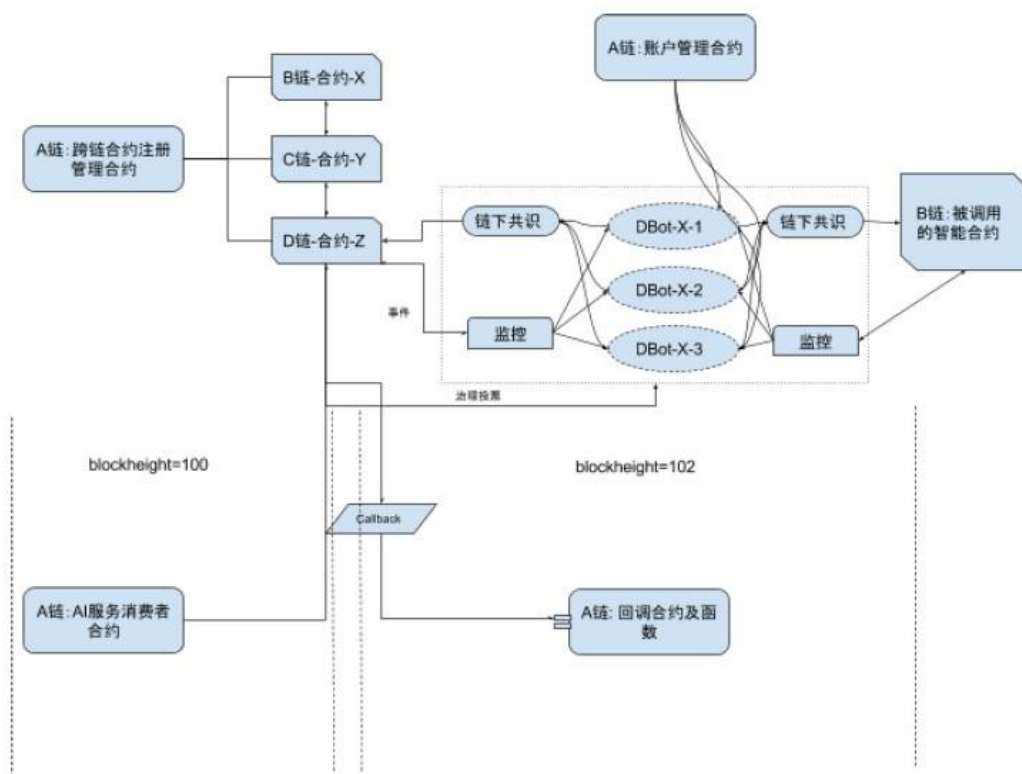 A链:账户管理合约
B链-合约-X
A链:跨链合约注册
管理合约
C链-合约-Y
D链-合约-Z
链下共识
DBot-X-1
链下共识
B链:被调用
的智能合约
DBot-X-2
事件
监控
DBot-X-3
监控
治理投票
blockheight=100
blockheight=102
Callback
A链:AI服务消费者
合约
A链: 回调合约及函
数